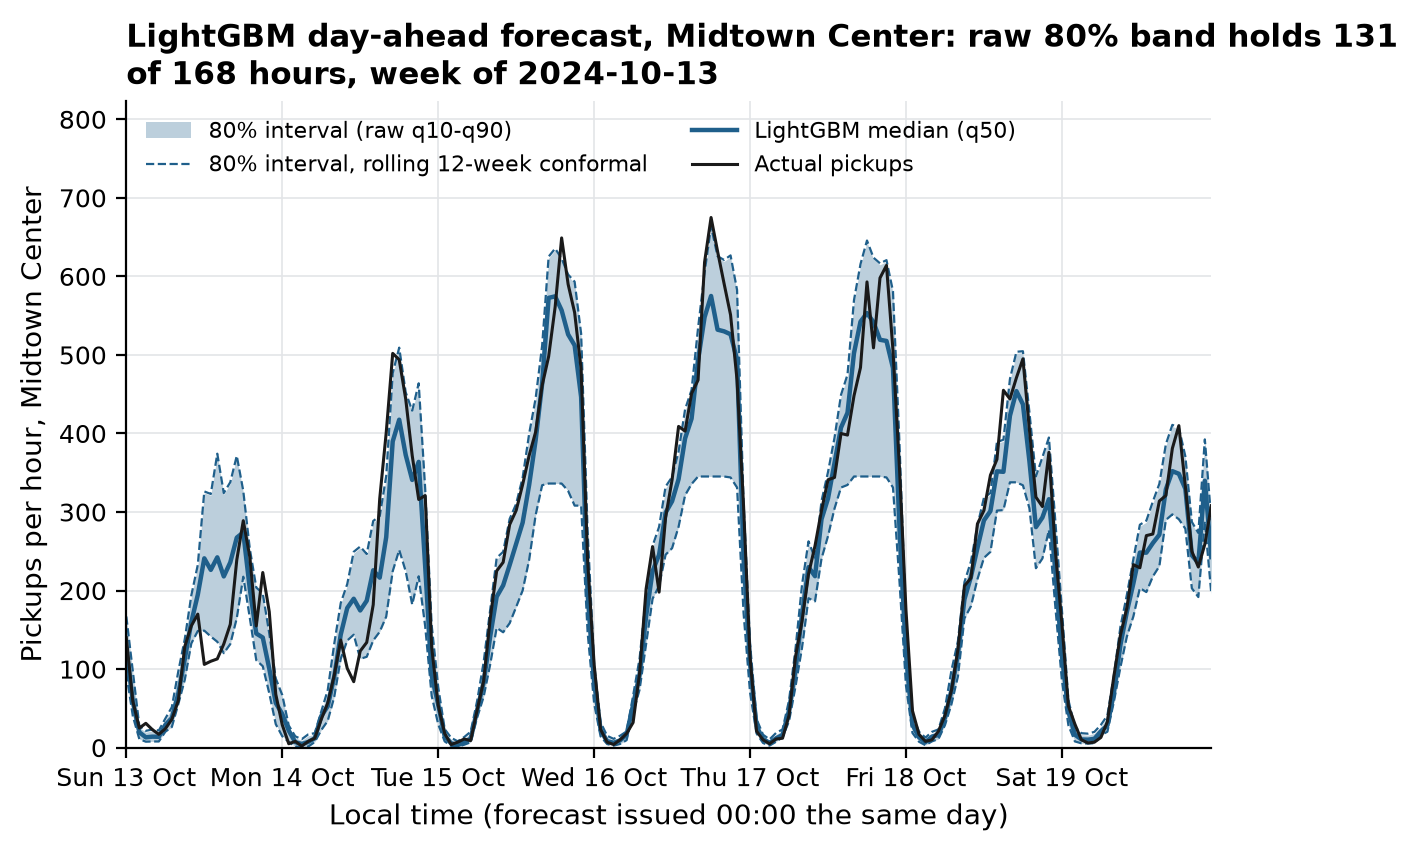 LightGBM day-ahead forecast, Midtown Center: raw 80% band holds 131
of 168 hours, week of 2024-10-13
80% interval (raw q10-q90)
80% interval, rolling 12-week conformal
LightGBM median (q50)
Actual pickups
Pickups per hour, Midtown Center
800
700
600
500
400
300
200
100
0
Sun 13 Oct
Mon 14 Oct
Tue 15 Oct
Wed 16 Oct
Thu 17 Oct
Fri 18 Oct
Sat 19 Oct
Local time (forecast issued 00:00 the same day)